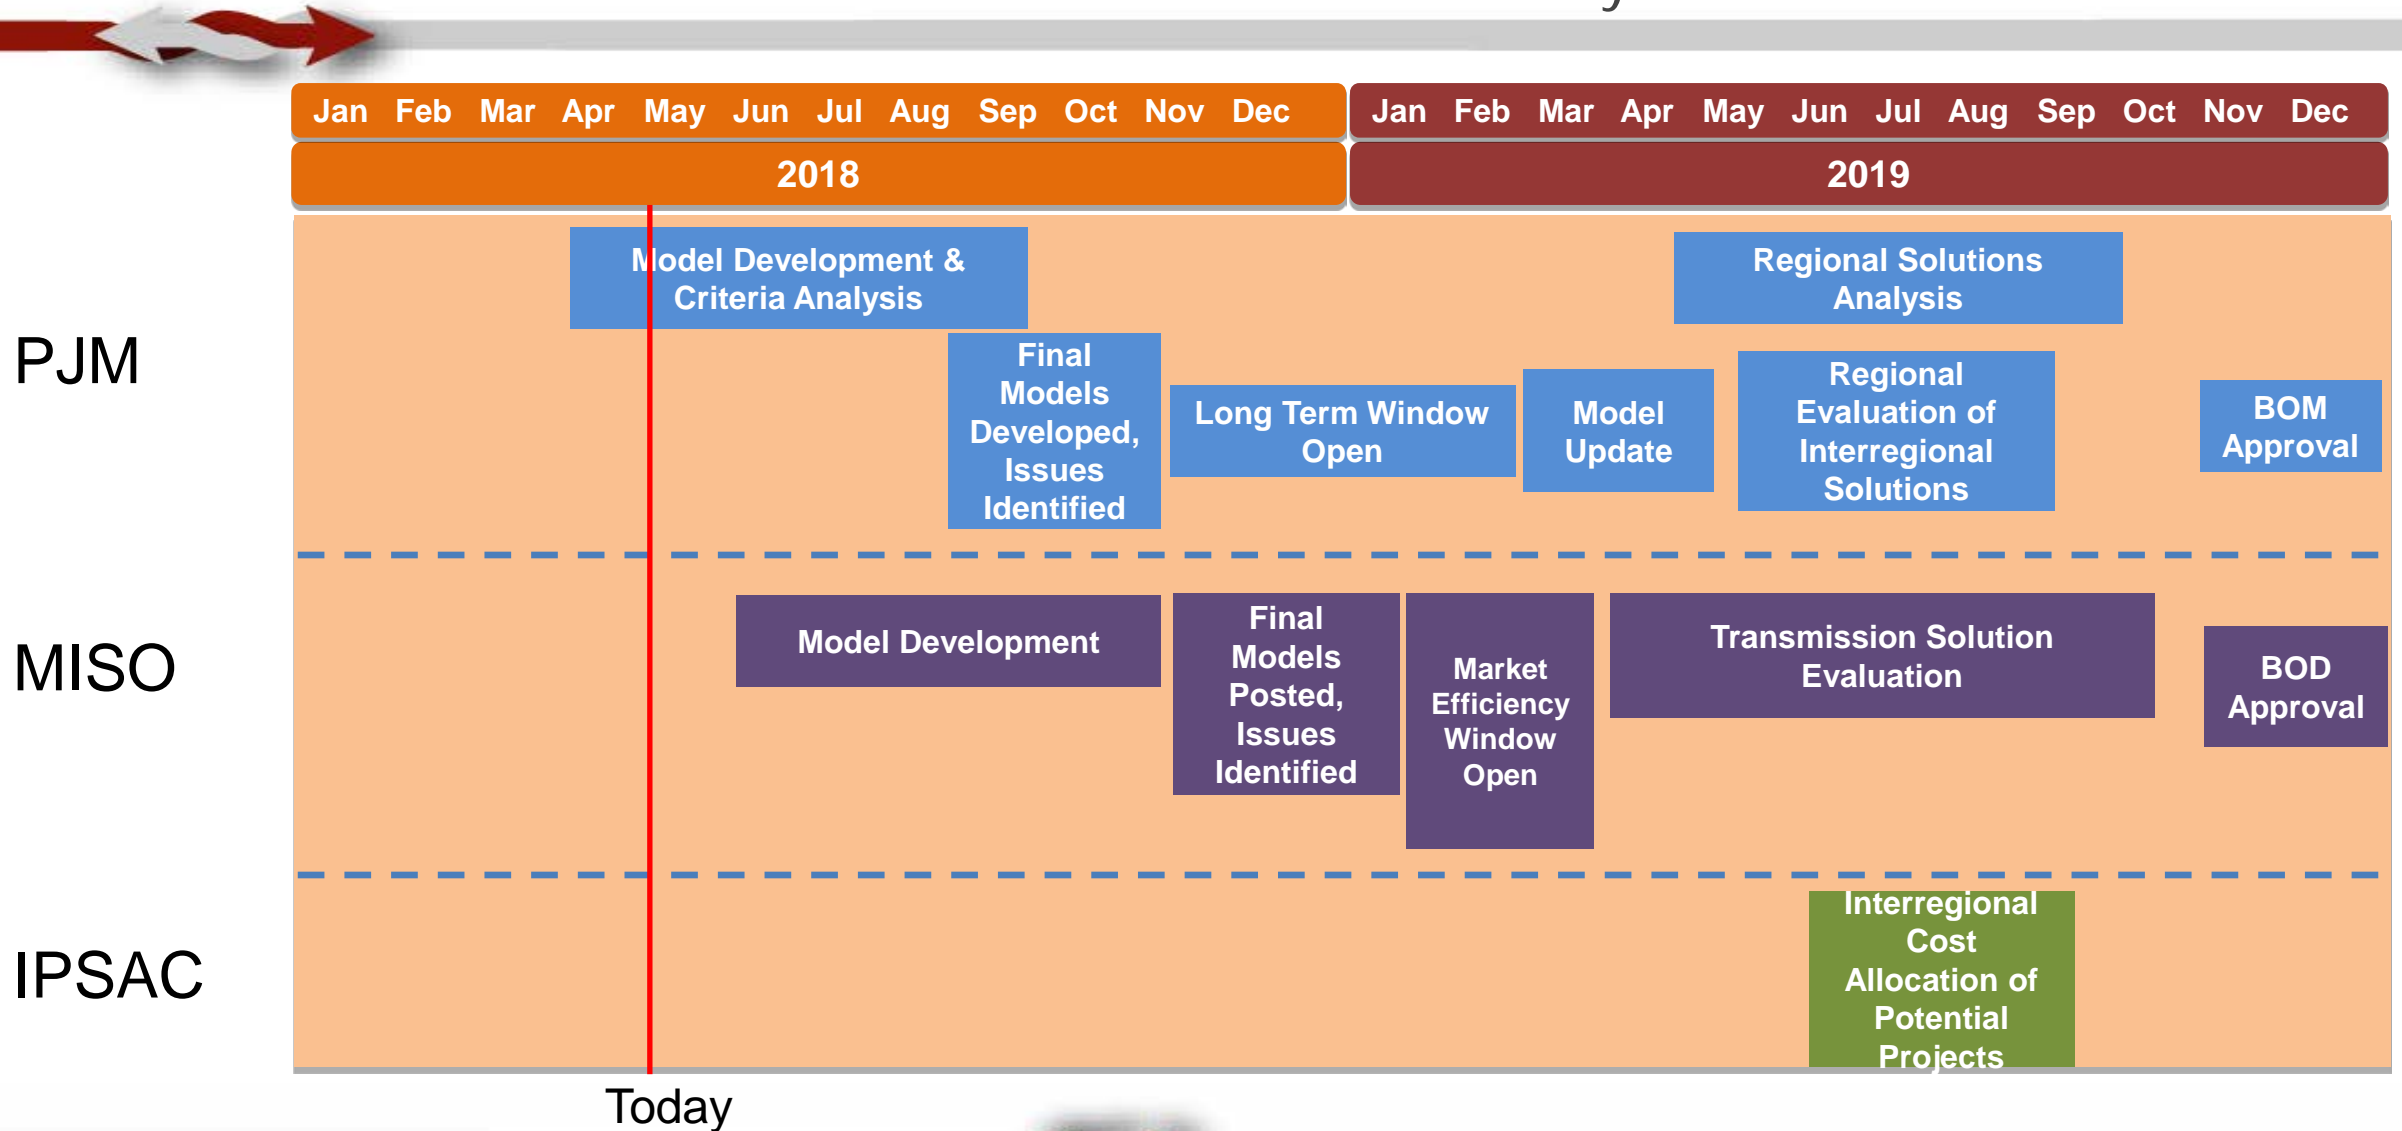 Jan Feb Mar Apr May Jun Jul Aug Sep Oct Nov Dec
Jan Feb Mar Apr May Jun Jul Aug Sep Oct Nov Dec
2018
2019
PJM
Model Development &
Criteria Analysis
Final
Models
Developed,
Issues
Identified
Long Term Window
Open
Model
Update
Regional Solutions
Analysis
Regional
Evaluation of
Interregional
Solutions
BOM
Approval
MISO
Model Development
Final
Models
Posted,
Issues
Identified
Market
Efficiency
Window
Open
Transmission Solution
Evaluation
BOD
Approval
IPSAC
Interregional
Cost
Allocation of
Potential
Projects
Today